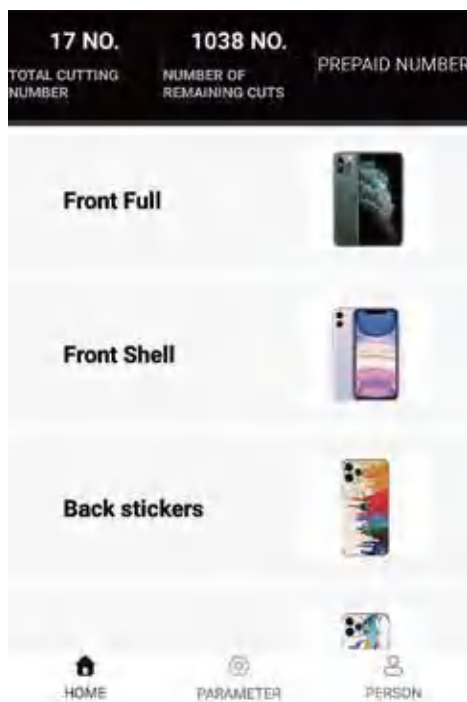 17 NO.
1038 NO.
TOTAL CUTTING
NUMBER
NUMBER OF
REMAINING CUTS
PREPAID NUMBER
Front Full
Front Shell
Back stickers
HOME
PARAMETER
PERSON